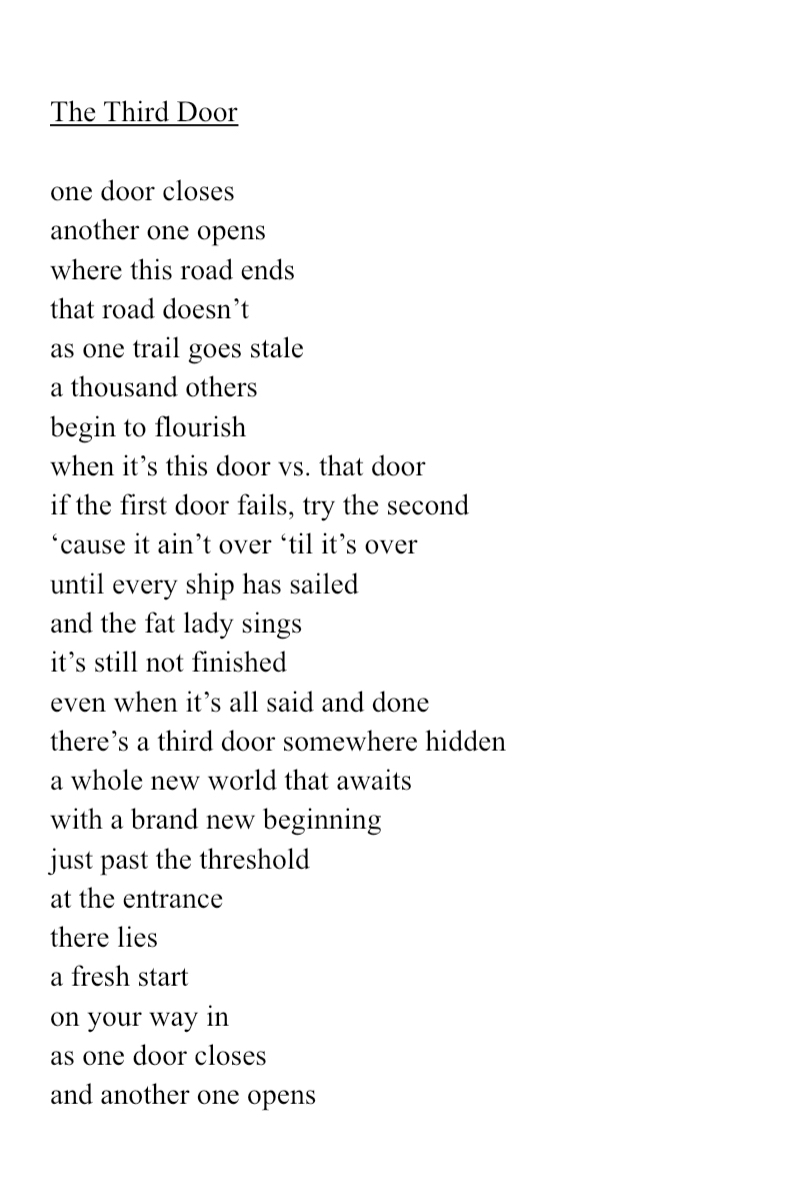 The Third Door
one door closes
another one opens
where this road ends
that road doesn’t
as one trail goes stale
a thousand others
begin to flourish
when it’s this door vs. that door
if the first door fails, try the second
‘cause it ain’t over ‘til it’s over
until every ship has sailed
and the fat lady sings
it’s still not finished
even when it’s all said and done
there’s a third door somewhere hidden
a whole new world that awaits
with a brand new beginning
just past the threshold
at the entrance
there lies
a fresh start
on your way in
as one door closes
and another one opens